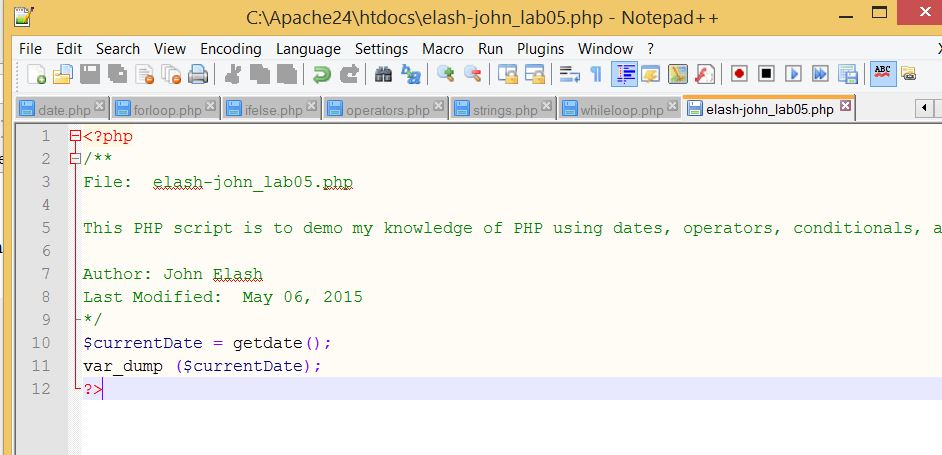 C:\Apache24\htdocs\elash-john_lab05.php - Notepad++
File Edit Search View Encoding Language Settings Macro Run Plugins Window ?
ABC
date.php forloop.php ifelse.php operators.php strings.php whileloop.php elash-john_lab05.php
1 <?php
2 /**
3 File:  elash-john_lab05.php
4
5 This PHP script is to demo my knowledge of PHP using dates, operators, conditionals, a
6
7 Author: John Elash
8 Last Modified:  May 06, 2015
9 */
10 $currentDate = getdate();
11 var_dump ($currentDate);
12 ?>